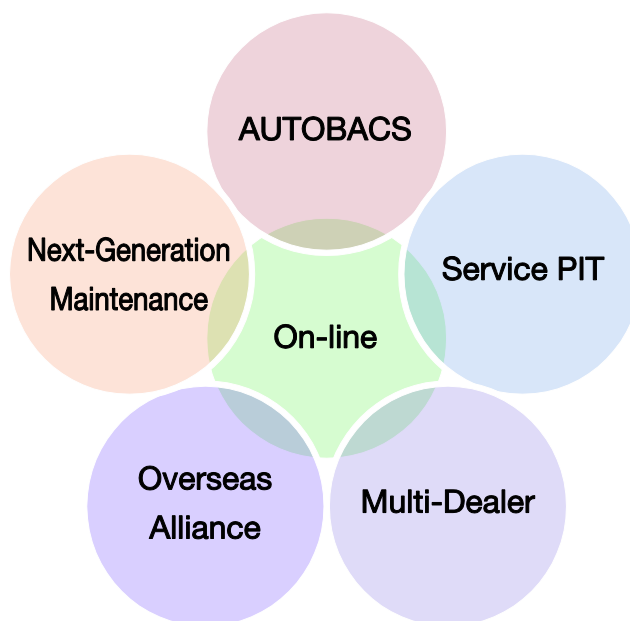 AUTOBACS
Next-Generation
Maintenance
Service PIT
On-line
Overseas
Alliance
Multi-Dealer